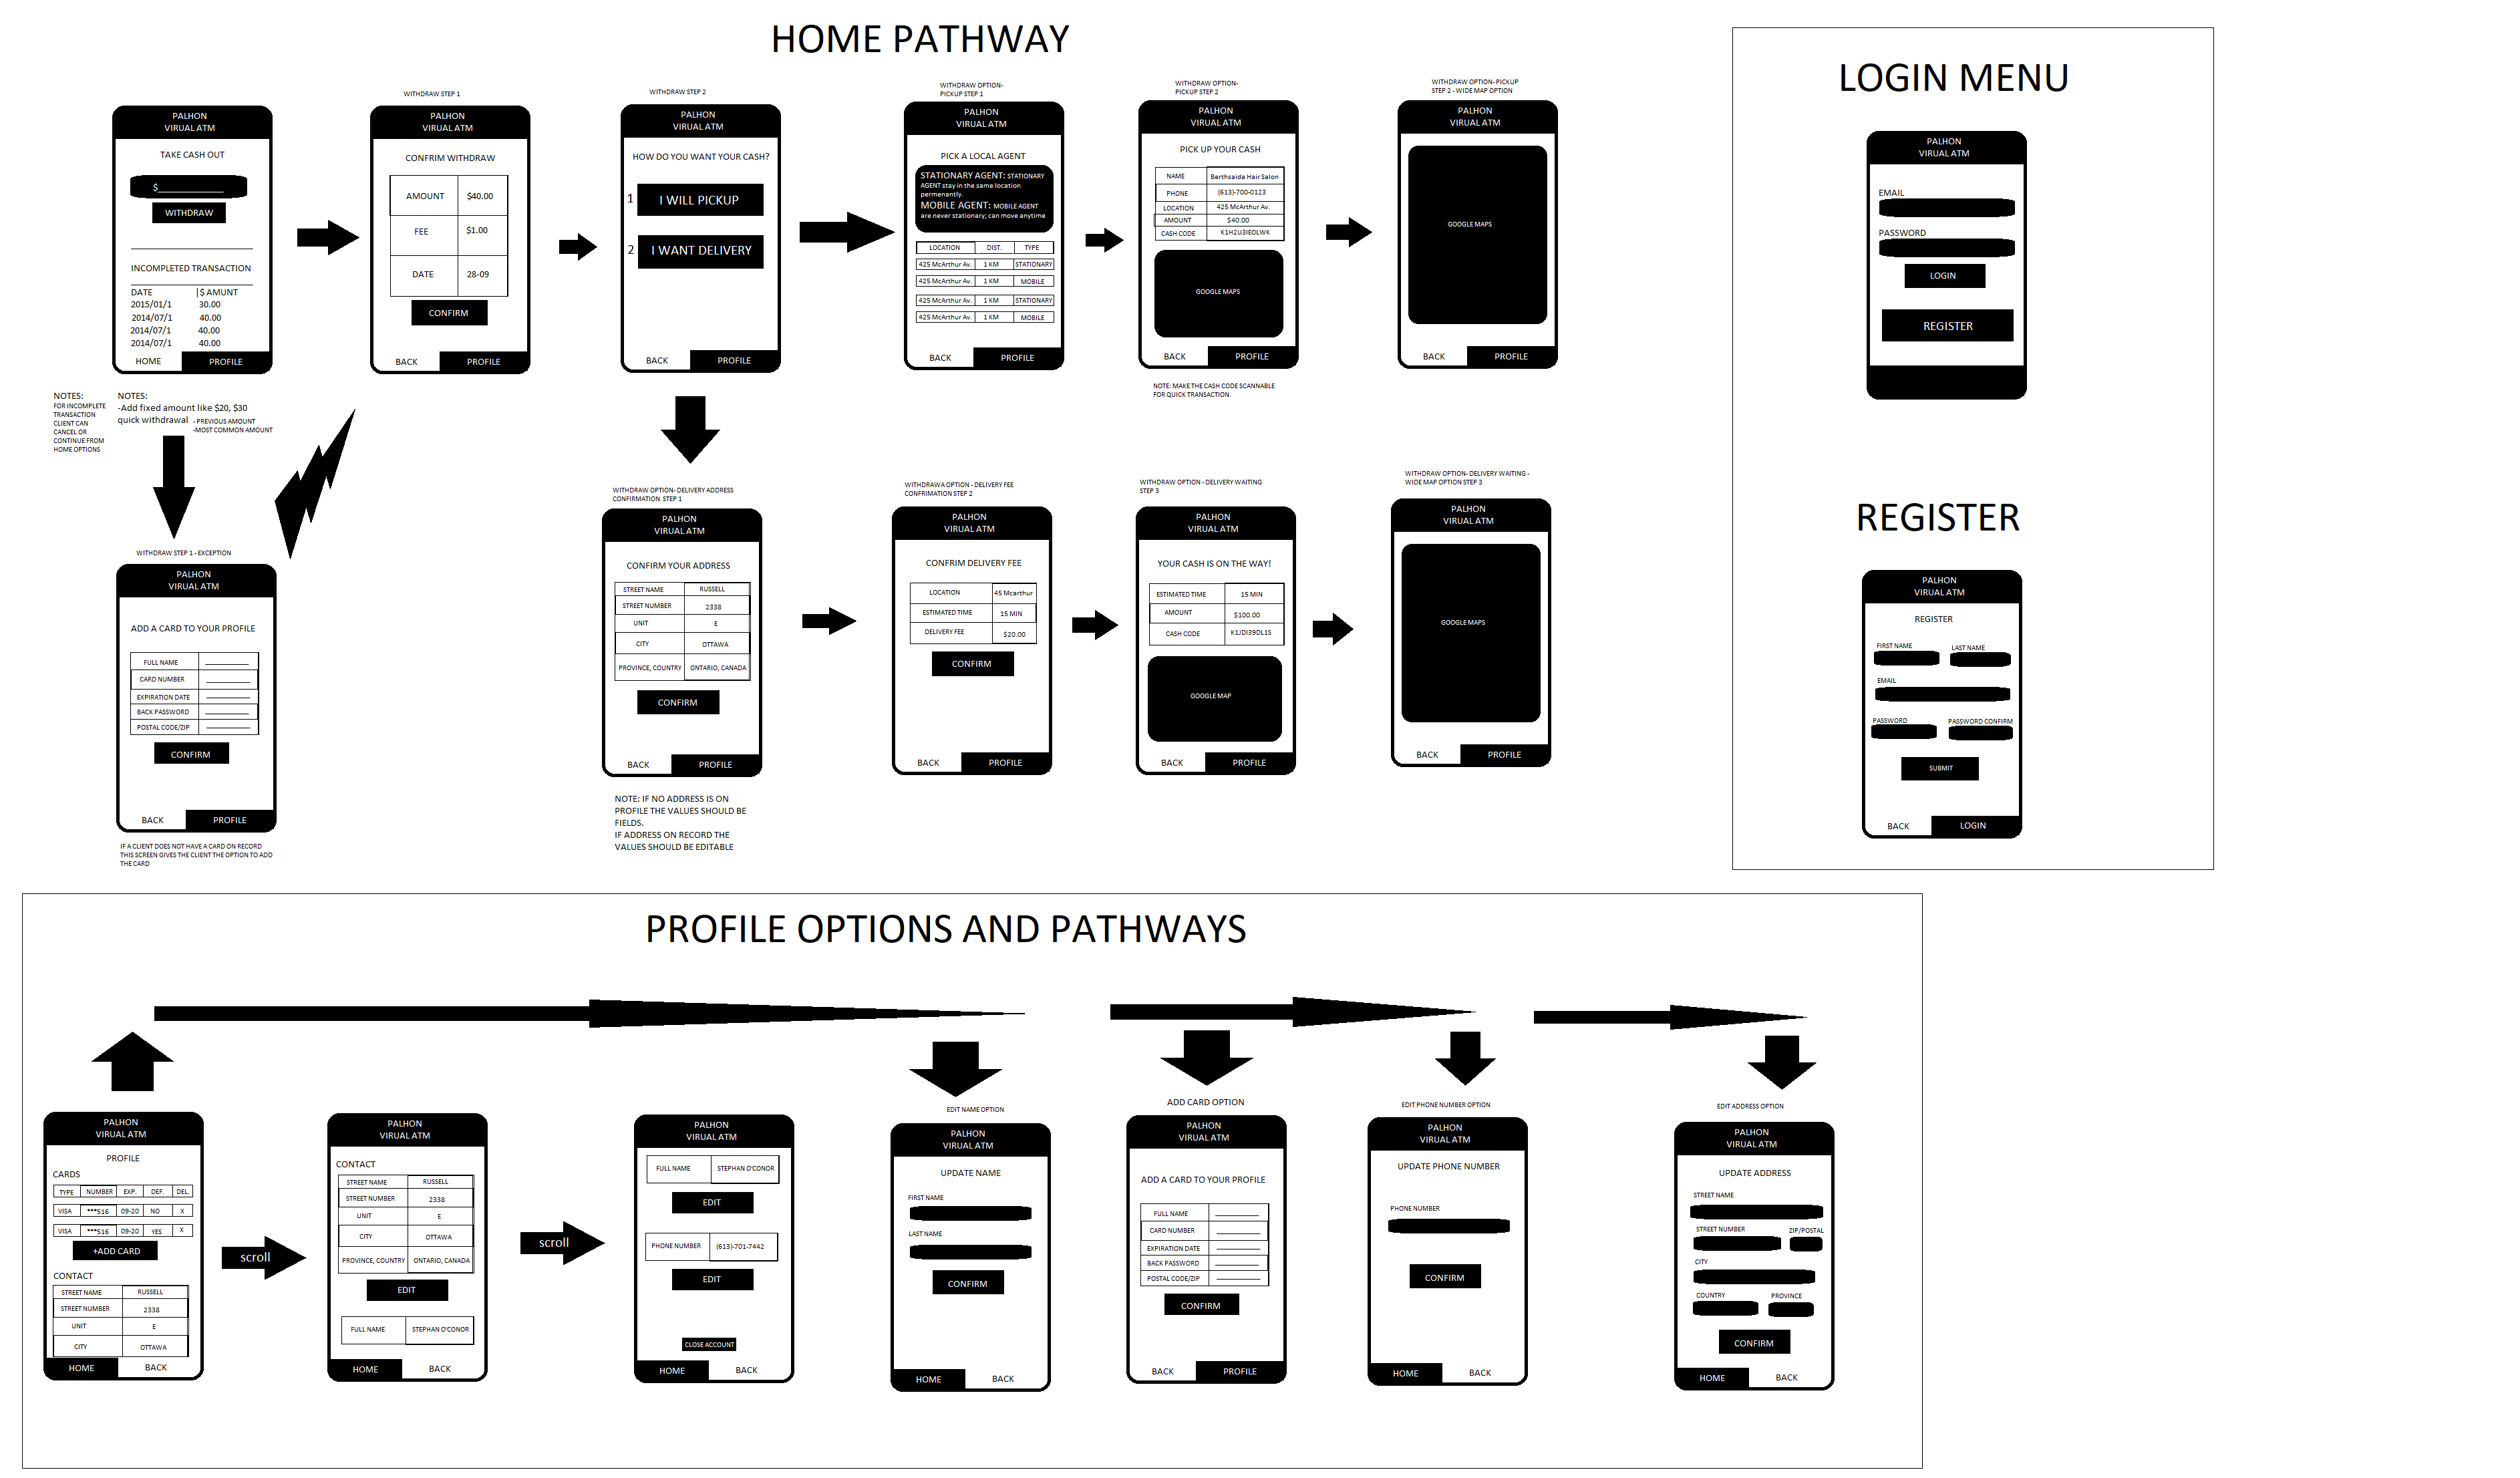 HOME PATHWAY
WITHDRAW STEP 1
WITHDRAW STEP 2
WITHDRAW OPTION-
PICKUP STEP 1
WITHDRAW OPTION-
PICKUP STEP 2
WITHDRAW OPTION- PICKUP
STEP 2 - WIDE MAP OPTION
PALHON
VIRUAL ATM
TAKE CASH OUT
$
WITHDRAW
INCOMPLETED TRANSACTION
DATE |$ AMUNT
2015/01/1 30.00
2014/07/1 40.00
2014/07/1 40.00
2014/07/1 40.00
HOME PROFILE
PALHON
VIRUAL ATM
CONFRIM WITHDRAW
AMOUNT $40.00
FEE $1.00
DATE 28-09
CONFIRM
BACK PROFILE
PALHON
VIRUAL ATM
HOW DO YOU WANT YOUR CASH?
1 I WILL PICKUP
2 I WANT DELIVERY
BACK PROFILE
PALHON
VIRUAL ATM
PICK A LOCAL AGENT
STATIONARY AGENT: STATIONARY
AGENT stay in the same location
permenantly.
MOBILE AGENT: MOBILE AGENT
are never stationary; can move anytime
LOCATION DIST. TYPE
425 McArthur Av. 1 KM STATIONARY
425 McArthur Av. 1 KM MOBILE
425 McArthur Av. 1 KM STATIONARY
425 McArthur Av. 1 KM MOBILE
BACK PROFILE
PALHON
VIRUAL ATM
PICK UP YOUR CASH
NAME Berthsaida Hair Salon
PHONE (613)-700-0123
LOCATION 425 McArthur Av.
AMOUNT $40.00
CASH CODE K1H2U3IEOLWK
GOOGLE MAPS
BACK PROFILE
NOTE: MAKE THE CASH CODE SCANNABLE
FOR QUICK TRANSACTION.
PALHON
VIRUAL ATM
GOOGLE MAPS
BACK PROFILE
NOTES:
FOR INCOMPLETE
TRANSACTION
CLIENT CAN
CANCEL OR
CONTINUE FROM
HOME OPTIONS
NOTES:
-Add fixed amount like $20, $30
quick withdrawal - PREVIOUS AMOUNT
-MOST COMMON AMOUNT
WITHDRAW STEP 1 - EXCEPTION
PALHON
VIRUAL ATM
ADD A CARD TO YOUR PROFILE
FULL NAME
CARD NUMBER
EXPIRATION DATE
BACK PASSWORD
POSTAL CODE/ZIP
CONFIRM
BACK PROFILE
IF A CLIENT DOES NOT HAVE A CARD ON RECORD
THIS SCREEN GIVES THE CLIENT THE OPTION TO ADD
THE CARD
WITHDRAW OPTION- DELIVERY ADDRESS
CONFIRMATION STEP 1
PALHON
VIRUAL ATM
CONFIRM YOUR ADDRESS
STREET NAME RUSSELL
STREET NUMBER 2338
UNIT E
CITY OTTAWA
PROVINCE, COUNTRY ONTARIO, CANADA
CONFIRM
BACK PROFILE
NOTE: IF NO ADDRESS IS ON
PROFILE THE VALUES SHOULD BE
FIELDS.
IF ADDRESS ON RECORD THE
VALUES SHOULD BE EDITABLE
WITHDRAWA OPTION - DELIVERY FEE
CONFRIMATION STEP 2
PALHON
VIRUAL ATM
CONFRIM DELIVERY FEE
LOCATION 45 Mcarthur
ESTIMATED TIME 15 MIN
DELIVERY FEE $20.00
CONFIRM
BACK PROFILE
WITHDRAW OPTION - DELIVERY WAITING
STEP 3
PALHON
VIRUAL ATM
YOUR CASH IS ON THE WAY!
ESTIMATED TIME 15 MIN
AMOUNT $100.00
CASH CODE K1JDI39DL1S
GOOGLE MAP
BACK PROFILE
WITHDRAW OPTION- DELIVERY WAITING -
WIDE MAP OPTION STEP 3
PALHON
VIRUAL ATM
GOOGLE MAPS
BACK PROFILE
LOGIN MENU
PALHON
VIRUAL ATM
EMAIL
PASSWORD
LOGIN
REGISTER
REGISTER
PALHON
VIRUAL ATM
REGISTER
FIRST NAME LAST NAME
EMAIL
PASSWORD PASSWORD CONFIRM
SUBMIT
BACK LOGIN
PROFILE OPTIONS AND PATHWAYS
PALHON
VIRUAL ATM
PROFILE
CARDS
TYPE NUMBER EXP. DEF. DEL.
VISA ***516 09-20 NO X
VISA ***516 09-20 YES X
+ADD CARD
CONTACT
STREET NAME RUSSELL
STREET NUMBER 2338
UNIT E
CITY OTTAWA
HOME BACK
scroll
PALHON
VIRUAL ATM
CONTACT
STREET NAME RUSSELL
STREET NUMBER 2338
UNIT E
CITY OTTAWA
PROVINCE, COUNTRY ONTARIO, CANADA
EDIT
FULL NAME STEPHAN O'CONOR
HOME BACK
scroll
PALHON
VIRUAL ATM
FULL NAME STEPHAN O'CONOR
EDIT
PHONE NUMBER (613)-701-7442
EDIT
CLOSE ACCOUNT
HOME BACK
EDIT NAME OPTION
PALHON
VIRUAL ATM
UPDATE NAME
FIRST NAME
LAST NAME
CONFIRM
HOME BACK
ADD CARD OPTION
PALHON
VIRUAL ATM
ADD A CARD TO YOUR PROFILE
FULL NAME
CARD NUMBER
EXPIRATION DATE
BACK PASSWORD
POSTAL CODE/ZIP
CONFIRM
BACK PROFILE
EDIT PHONE NUMBER OPTION
PALHON
VIRUAL ATM
UPDATE PHONE NUMBER
PHONE NUMBER
CONFIRM
HOME BACK
EDIT ADDRESS OPTION
PALHON
VIRUAL ATM
UPDATE ADDRESS
STREET NAME
STREET NUMBER ZIP/POSTAL
CITY
COUNTRY PROVINCE
CONFIRM
HOME BACK